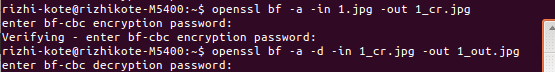 rizhi-kote@rizhikote-M5400:~$ openssl bf -a -in 1.jpg -out 1_cr.jpg
enter bf-cbc encryption password:
Verifying - enter bf-cbc encryption password:
rizhi-kote@rizhikote-M5400:~$ openssl bf -a -d -in 1_cr.jpg -out 1_out.jpg
enter bf-cbc decryption password: